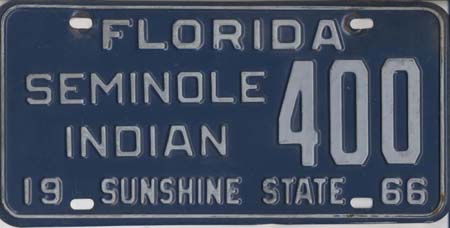 FLORIDA
SEMINOLE
INDIAN 400
19 SUNSHINE STATE 66